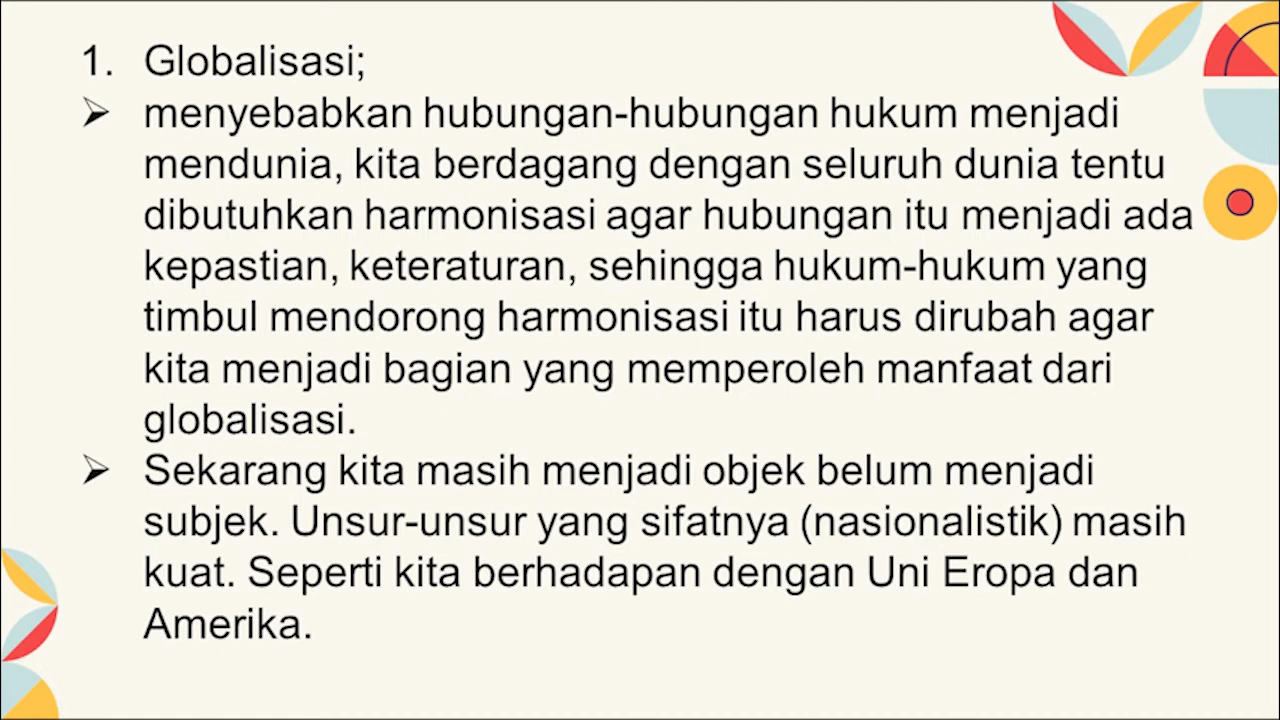 1. Globalisasi;
➢ menyebabkan hubungan-hubungan hukum menjadi
mendunia, kita berdagang dengan seluruh dunia tentu
dibutuhkan harmonisasi agar hubungan itu menjadi ada
kepastian, keteraturan, sehingga hukum-hukum yang
timbul mendorong harmonisasi itu harus dirubah agar
kita menjadi bagian yang memperoleh manfaat dari
globalisasi.
➢ Sekarang kita masih menjadi objek belum menjadi
subjek. Unsur-unsur yang sifatnya (nasionalistik) masih
kuat. Seperti kita berhadapan dengan Uni Eropa dan
Amerika.